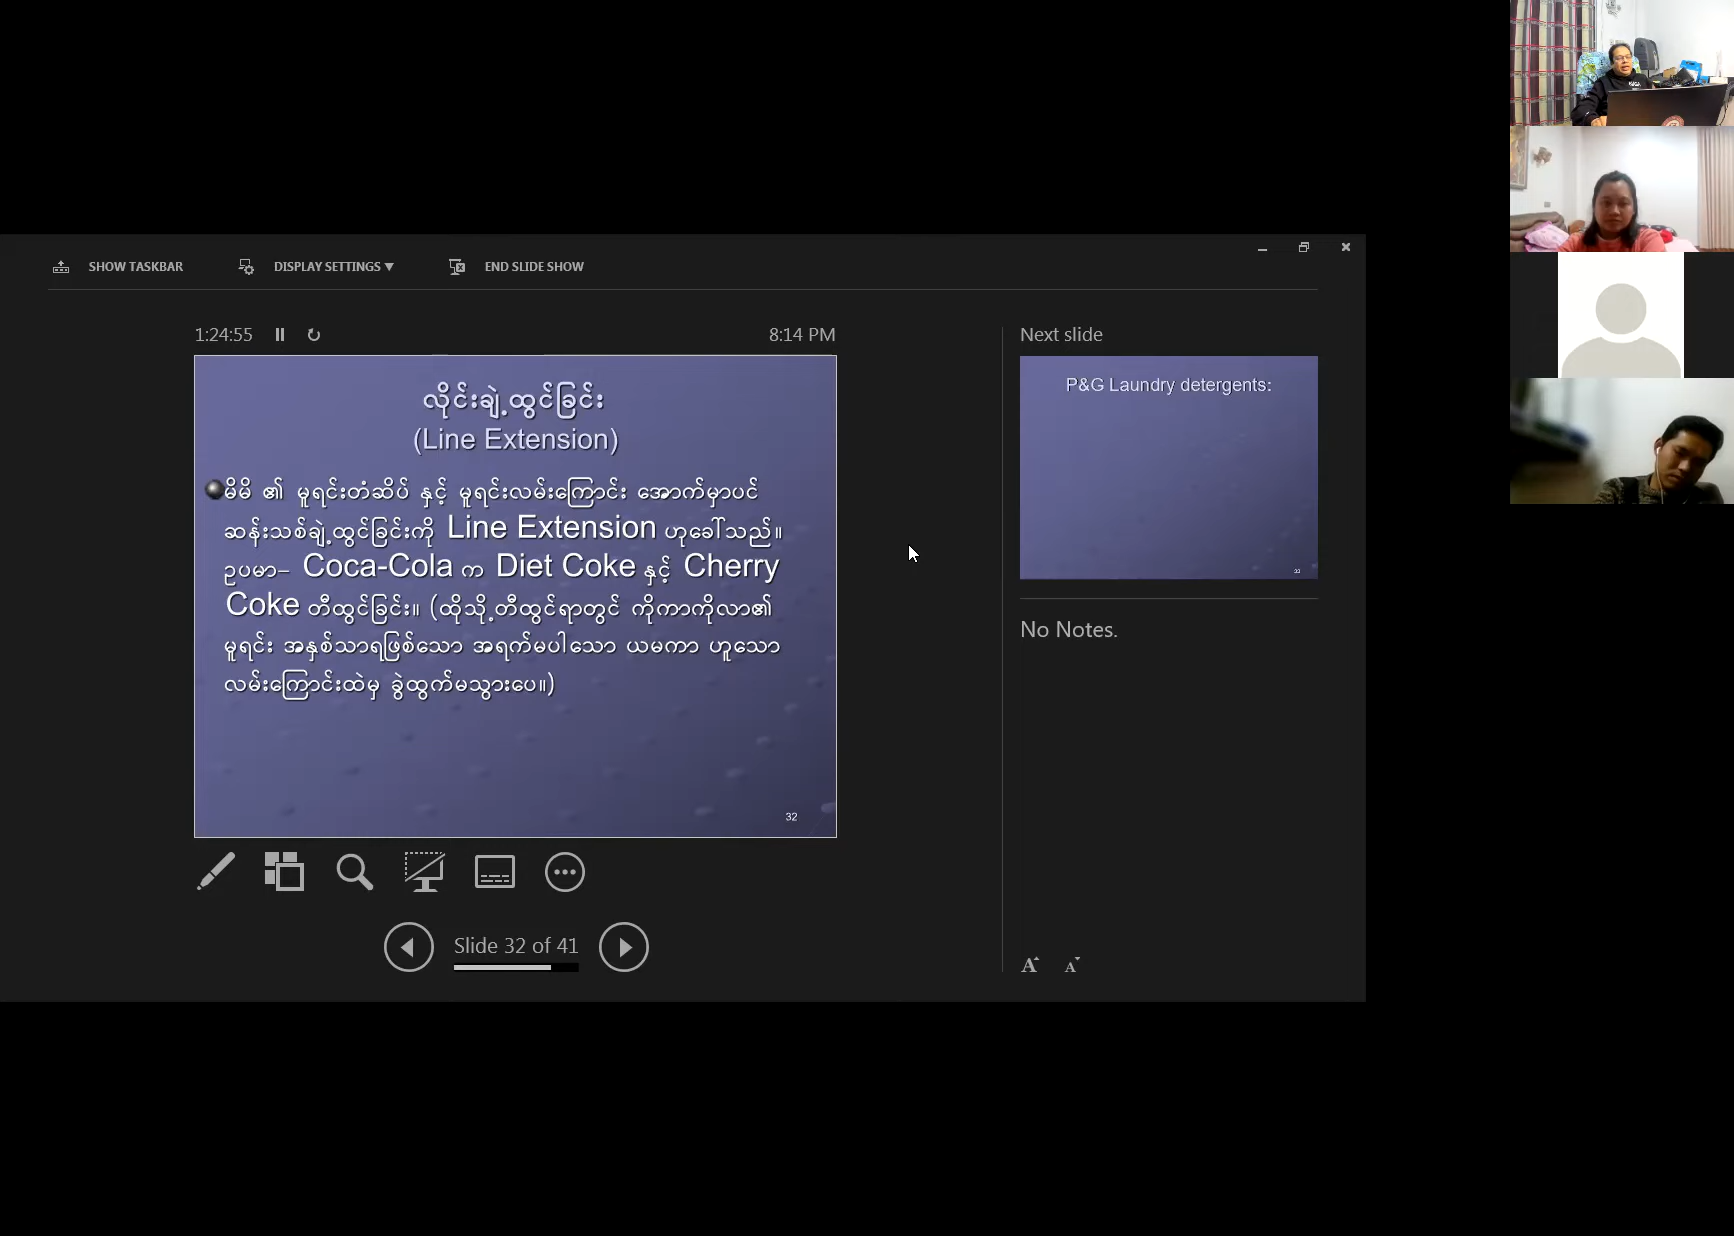 SHOW TASKBAR
DISPLAY SETTINGS ▼
END SLIDE SHOW
1:24:55
8:14 PM
Next slide
လိုင်းချဲ့ထွင်ခြင်း
(Line Extension)
မိမိ ၏ မူရင်းတံဆိပ် နှင့် မူရင်းလမ်းကြောင်း အောက်မှာပင်
ဆန်းသစ်ချဲ့ထွင်ခြင်းကို Line Extension ဟုခေါ်သည်။
ဥပမာ– Coca-Cola က Diet Coke နှင့် Cherry
Coke တီထွင်ခြင်း။ (ထိုသို့တီထွင်ရာတွင် ကိုကာကိုလာ၏
မူရင်း အနှစ်သာရဖြစ်သော အရက်မပါသော ယမကာ ဟူသော
လမ်းကြောင်းထဲမှ ခွဲထွက်မသွားပေ။)
32
P&G Laundry detergents:
33
No Notes.
Slide 32 of 41
A A